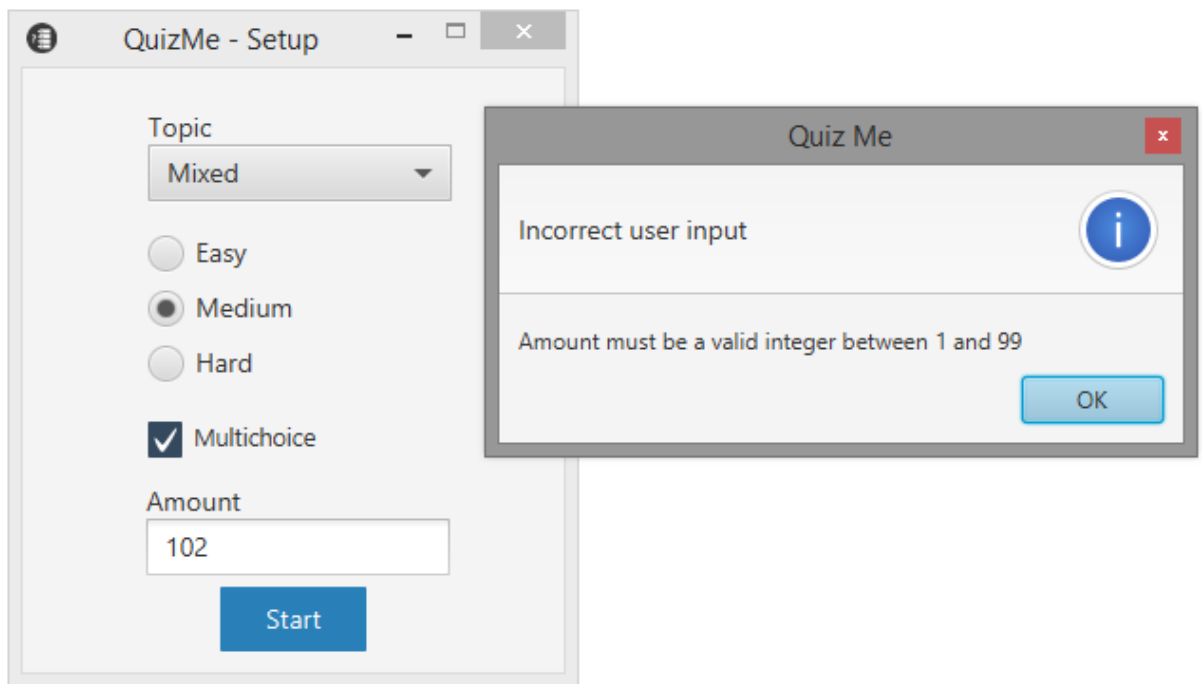 QuizMe - Setup
Topic
Mixed
Easy
Medium
Hard
Multichoice
Amount
102
Start
Quiz Me
Incorrect user input
Amount must be a valid integer between 1 and 99
OK